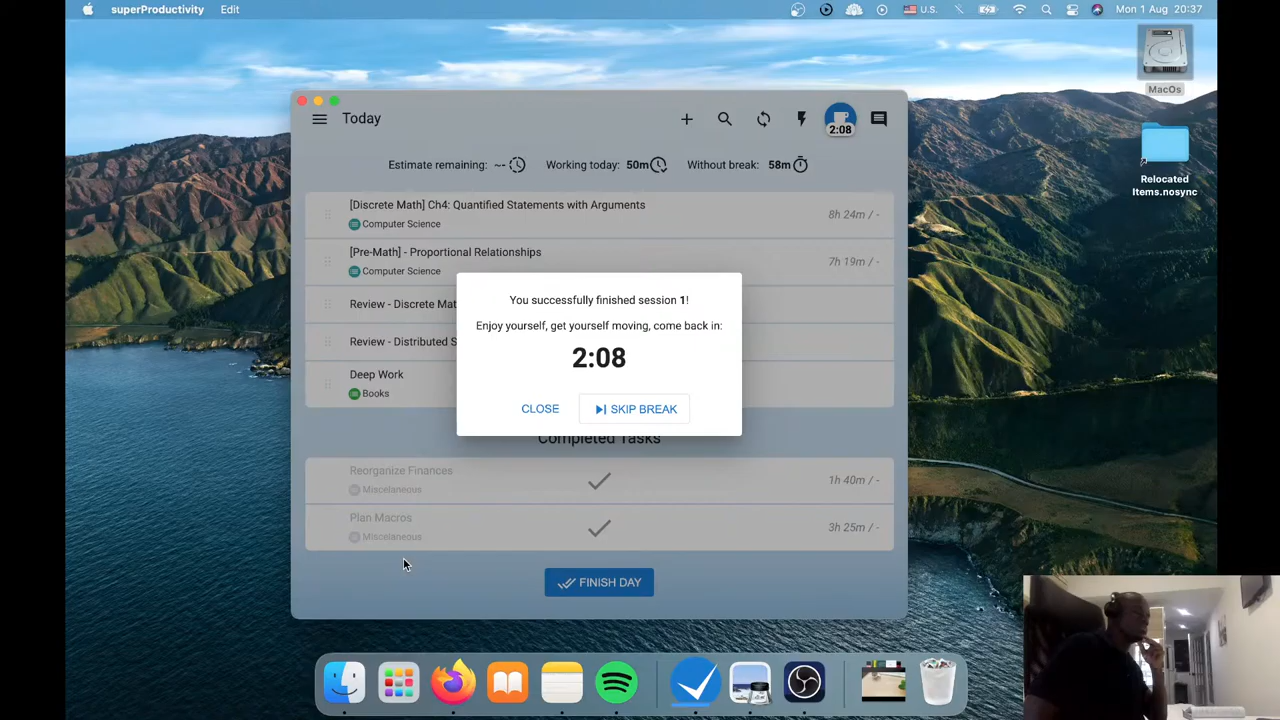 superProductivity Edit
U.S. Mon 1 Aug 20:37
MacOs
Relocated
Items.nosync
Today
2:08
Estimate remaining: ~- Working today: 50m Without break: 58m
[Discrete Math] Ch4: Quantified Statements with Arguments
Computer Science
8h 24m / -
[Pre-Math] - Proportional Relationships
Computer Science
7h 19m / -
Review - Discrete Mat
Review - Distributed S
Deep Work
Books
You successfully finished session 1!
Enjoy yourself, get yourself moving, come back in:
2:08
CLOSE SKIP BREAK
Completed Tasks
Reorganize Finances
Miscellaneous
1h 40m / -
Plan Macros
Miscellaneous
3h 25m / -
FINISH DAY